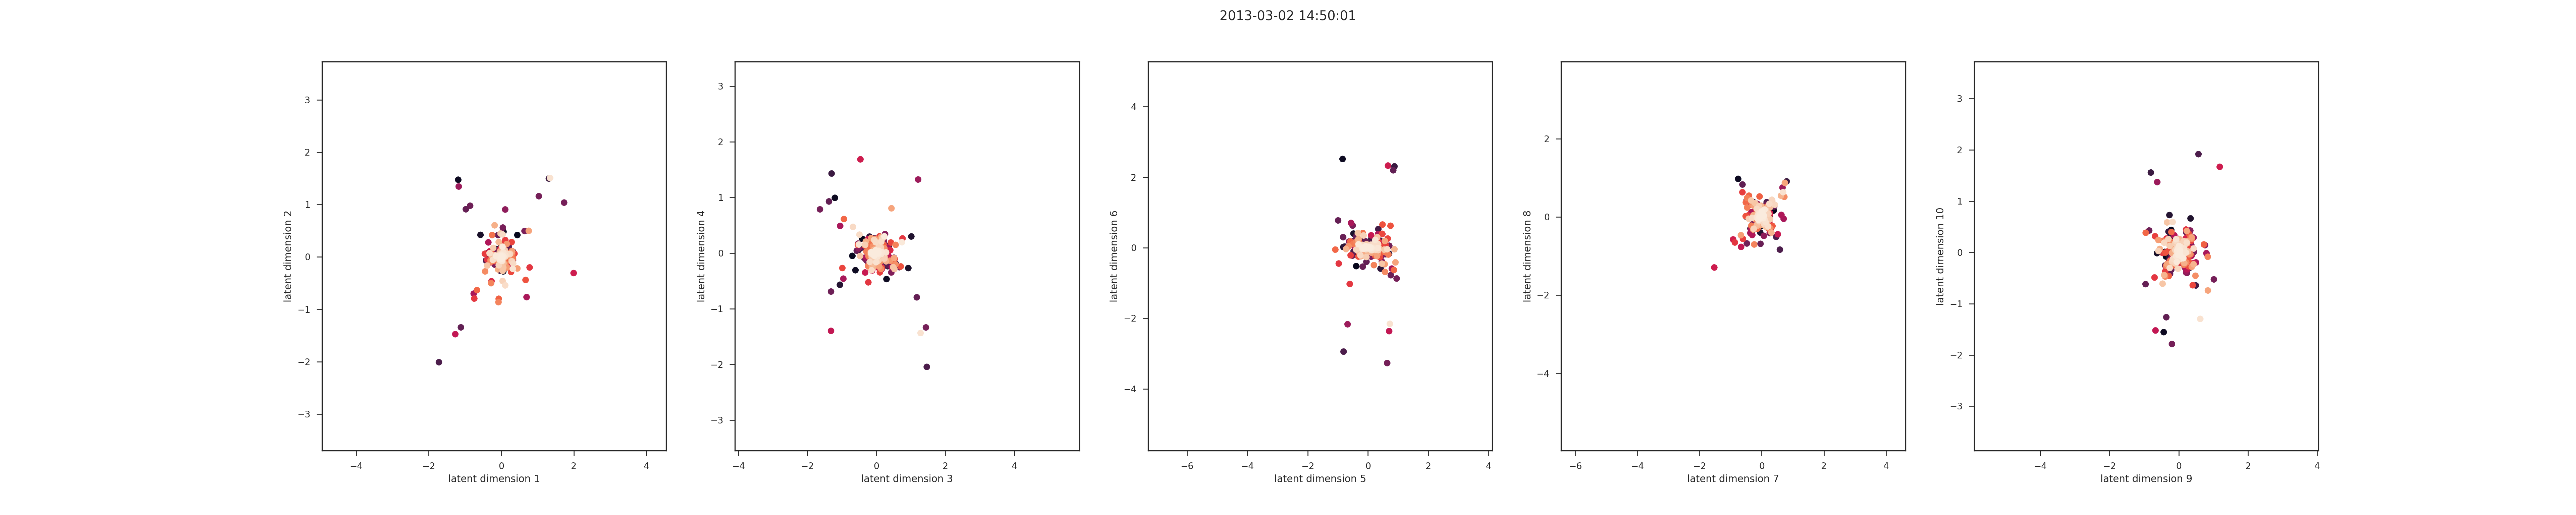 2013-03-02 14:50:01
latent dimension 2
3
2
1
0
−1
−2
−3
−4 −2 0 2 4
latent dimension 1
latent dimension 4
3
2
1
0
−1
−2
−3
−4 −2 0 2 4
latent dimension 3
latent dimension 6
4
2
0
−2
−4
−6 −4 −2 0 2 4
latent dimension 5
latent dimension 8
2
0
−2
−4
−6 −4 −2 0 2 4
latent dimension 7
latent dimension 10
3
2
1
0
−1
−2
−3
−4 −2 0 2 4
latent dimension 9